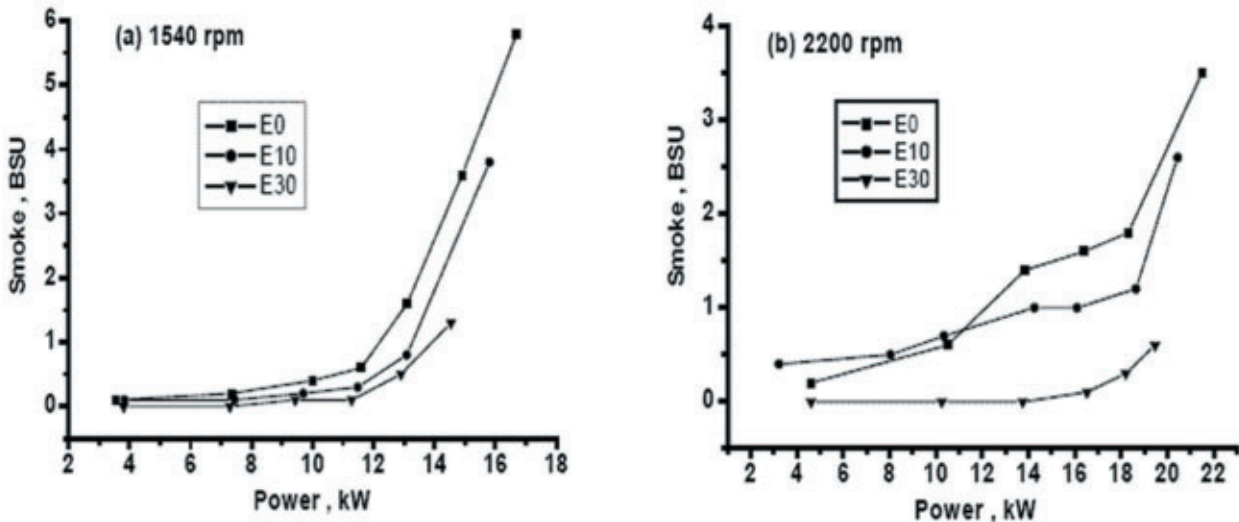 (a) 1540 rpm
E0
E10
E30
Smoke , BSU
6
5
4
3
2
1
0
2 4 6 8 10 12 14 16 18
Power , kW
(b) 2200 rpm
E0
E10
E30
Smoke , BSU
4
3
2
1
0
2 4 6 8 10 12 14 16 18 20 22
Power , kW